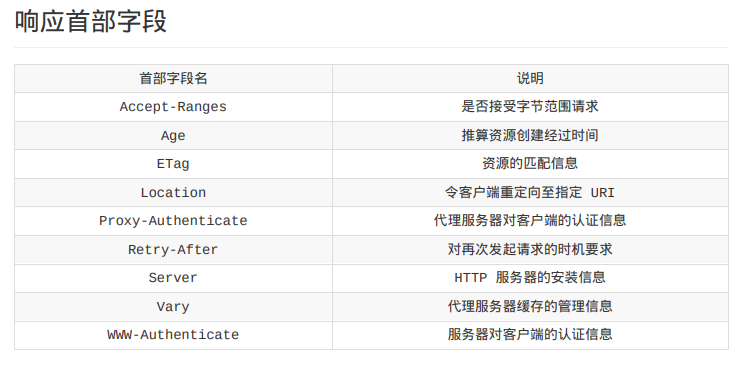 响应首部字段
首部字段名 说明
Accept-Ranges 是否接受字节范围请求
Age 推算资源创建经过时间
ETag 资源的匹配信息
Location 令客户端重定向至指定 URI
Proxy-Authenticate 代理服务器对客户端的认证信息
Retry-After 对再次发起请求的时机要求
Server HTTP 服务器的安装信息
Vary 代理服务器缓存的管理信息
WWW-Authenticate 服务器对客户端的认证信息